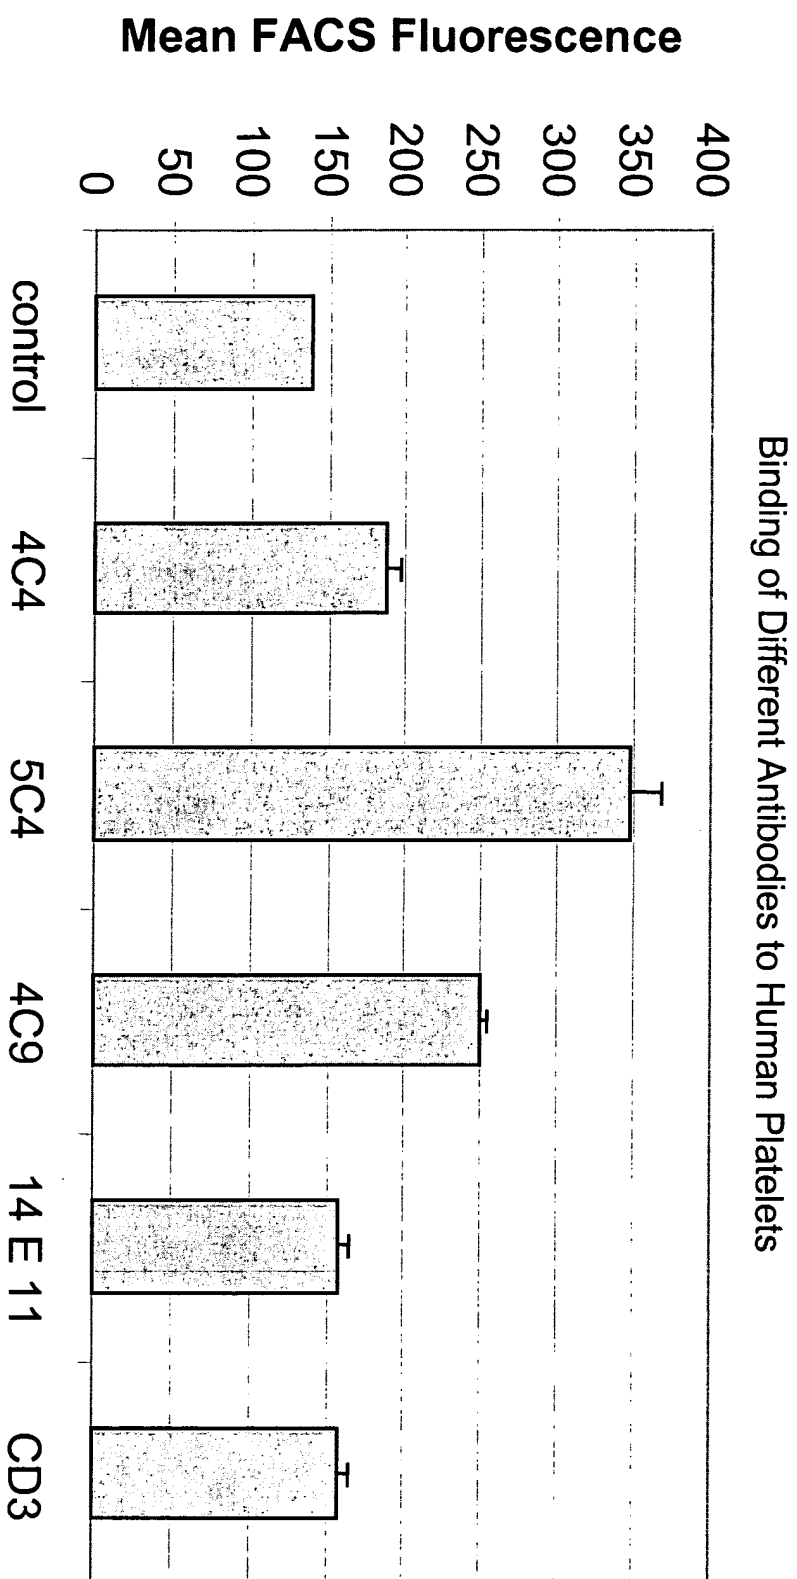 Binding of Different Antibodies to Human Platelets
Mean FACS Fluorescence
400
350
300
250
200
150
100
50
0
control
4C4
5C4
4C9
14 E 11
CD3